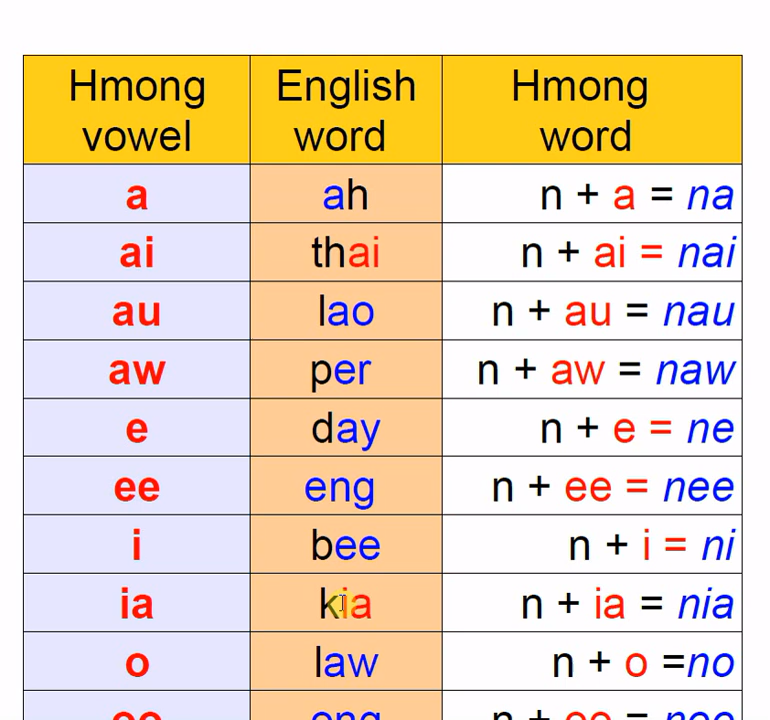 Hmong vowel English word Hmong word
a ah n + a = na
ai thai n + ai = nai
au lao n + au = nau
aw per n + aw = naw
e day n + e = ne
ee eng n + ee = nee
i bee n + i = ni
ia kia n + ia = nia
o law n + o =no